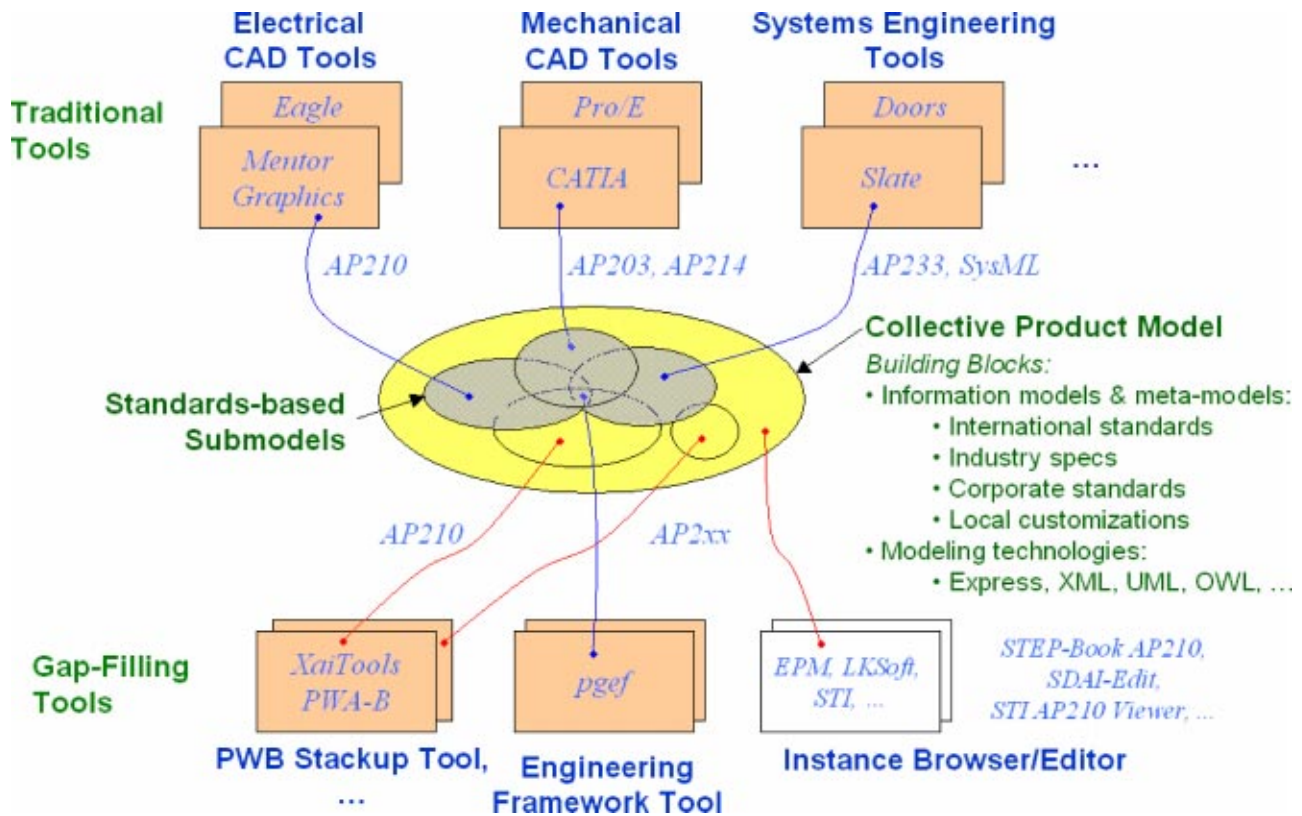 Electrical
CAD Tools
Mechanical
CAD Tools
Systems Engineering
Tools
Traditional
Tools
Eagle
Mentor
Graphics
Pro/E
CATIA
Doors
Slate
...
AP210
AP203, AP214
AP233, SysML
Standards-based
Submodels
Collective Product Model
Building Blocks:
• Information models & meta-models:
• International standards
• Industry specs
• Corporate standards
• Local customizations
• Modeling technologies:
• Express, XML, UML, OWL, ...
AP210
AP2xx
Gap-Filling
Tools
XaiTools
PWA-B
pgef
EPM, LKSoft,
STI, ...
STEP-Book AP210,
SDAI-Edit,
STI AP210 Viewer, ...
PWB Stackup Tool,
...
Engineering
Framework Tool
Instance Browser/Editor